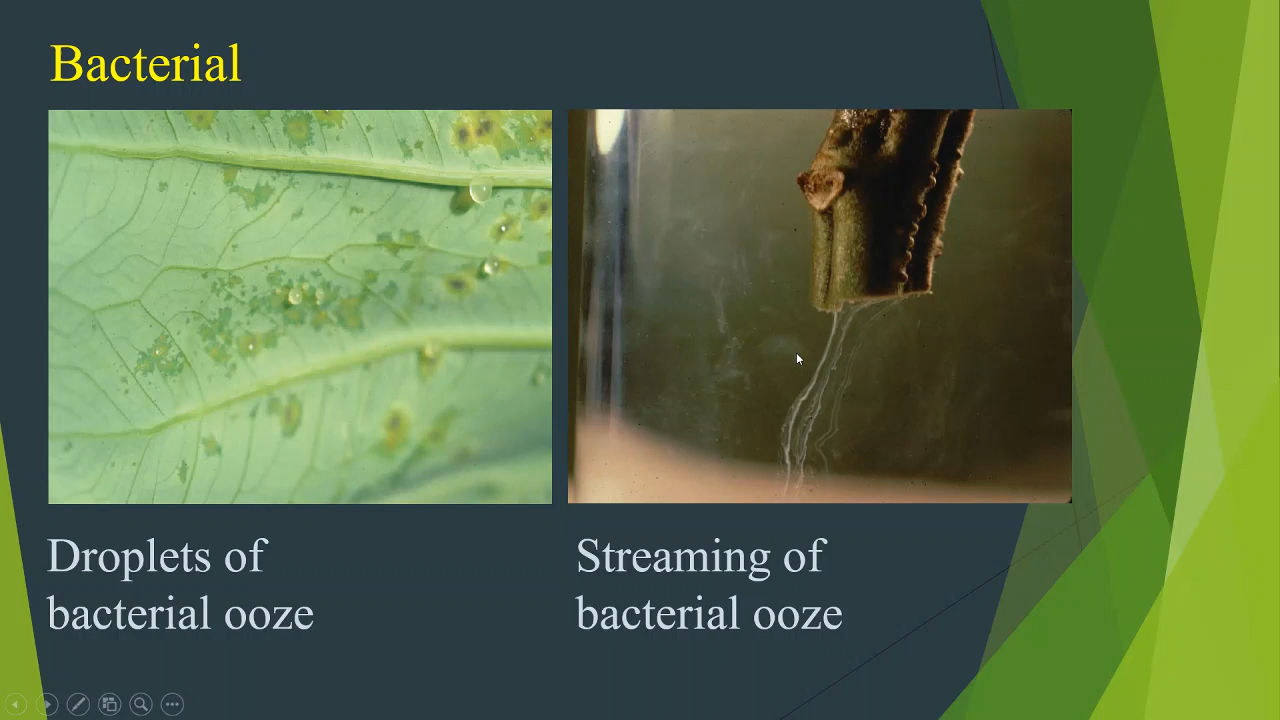 Bacterial
Droplets of
bacterial ooze
Streaming of
bacterial ooze